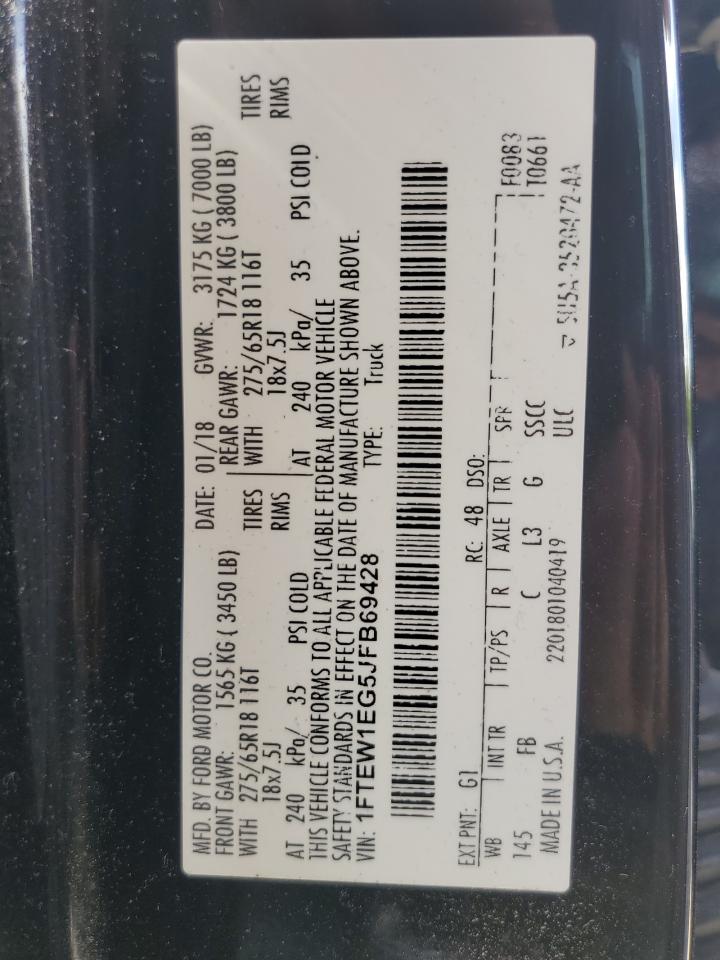 MFD. BY FORD MOTOR CO.
DATE: 01/18 GVWR: 3175 KG ( 7000 LB)
FRONT GAWR: 1565 KG ( 3450 LB) REAR GAWR: 1724 KG ( 3800 LB)
WITH 275/65R18 116T TIRES WITH 275/65R18 116T TIRES
18x7.5J RIMS 18x7.5J RIMS
AT 240 kPa/ 35 PSI COLD AT 240 kPa/ 35 PSI COLD
THIS VEHICLE CONFORMS TO ALL APPLICABLE FEDERAL MOTOR VEHICLE
SAFETY STANDARDS IN EFFECT ON THE DATE OF MANUFACTURE SHOWN ABOVE.
VIN: 1FTEW1EG5JFB69428 TYPE: Truck
EXT PNT: G1 RC: 48 DSO:
WB INT TR TP/PS R AXLE TR SPR F0083
145 FB C L3 G SSCC T0661
MADE IN U.S.A. 2201801040419 ULC